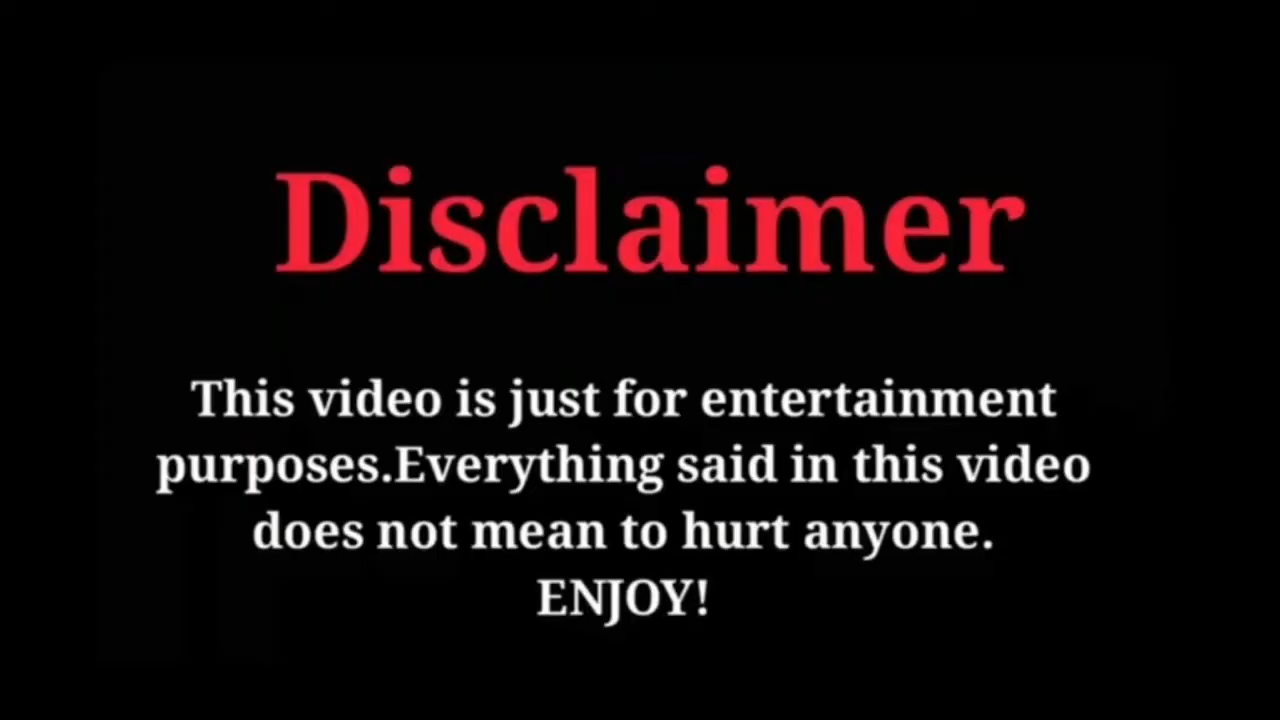 Disclaimer
This video is just for entertainment
purposes.Everything said in this video
does not mean to hurt anyone.
ENJOY!